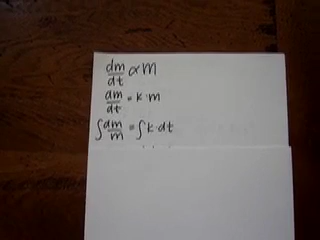 dm/dt ∝ m
dm/dt = k·m
∫dm/m = ∫k·dt